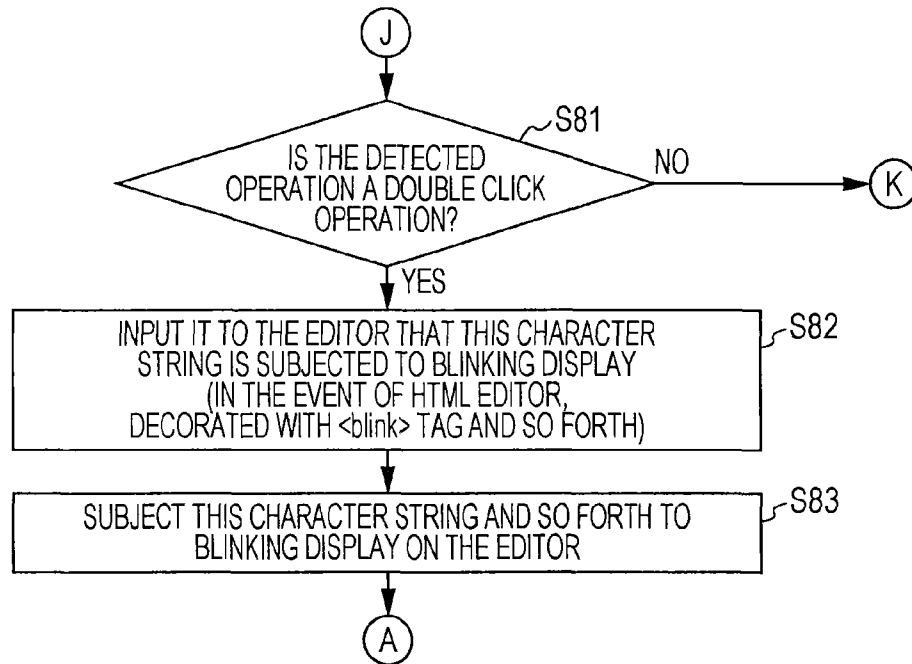 J
S81
IS THE DETECTED
OPERATION A DOUBLE CLICK
OPERATION?
NO
K
YES
INPUT IT TO THE EDITOR THAT THIS CHARACTER
STRING IS SUBJECTED TO BLINKING DISPLAY
(IN THE EVENT OF HTML EDITOR,
DECORATED WITH <blink> TAG AND SO FORTH)
S82
SUBJECT THIS CHARACTER STRING AND SO FORTH TO
BLINKING DISPLAY ON THE EDITOR
S83
A